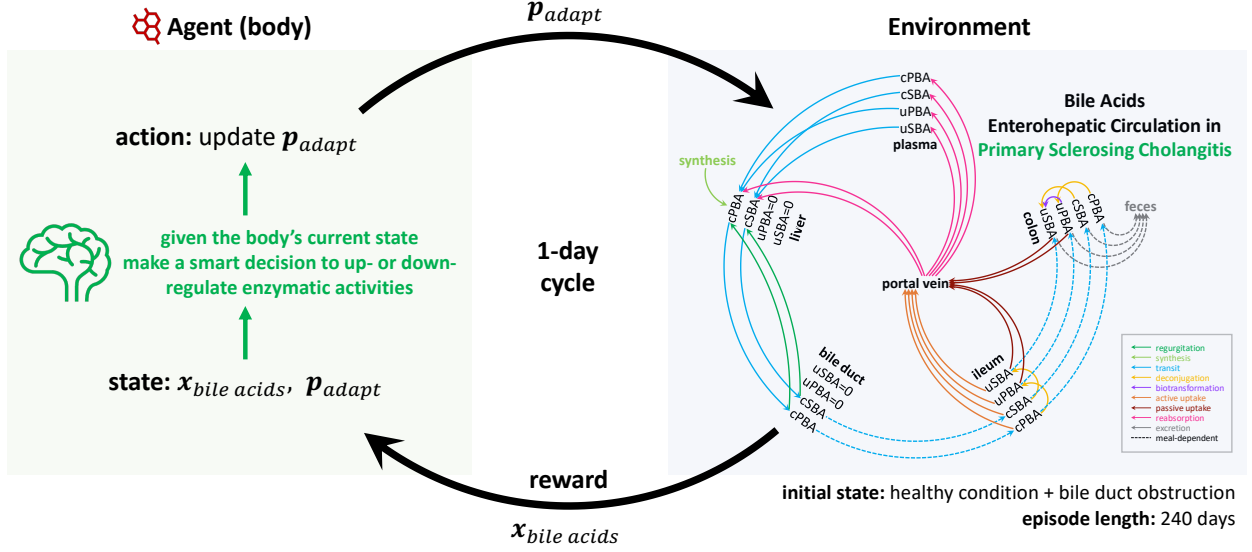 Agent (body)
p_adapt
Environment
action: update p_adapt
given the body's current state
make a smart decision to up- or down-
regulate enzymatic activities
state: x_bile acids, p_adapt
1-day
cycle
reward
x_bile acids
Bile Acids
Enterohepatic Circulation in
Primary Sclerosing Cholangitis
cPBA
cSBA
uPBA
uSBA
plasma
synthesis
cPBA
cSBA
uPBA=0
uSBA=0
liver
portal vein
colon
uSBA
uPBA
cSBA
cPBA
feces
bile duct
uSBA=0
uPBA=0
cSBA
cPBA
ileum
uSBA
uPBA
cSBA
cPBA
regurgitation
synthesis
transit
deconjugation
biotransformation
active uptake
passive uptake
reabsorption
excretion
meal-dependent
initial state: healthy condition + bile duct obstruction
episode length: 240 days